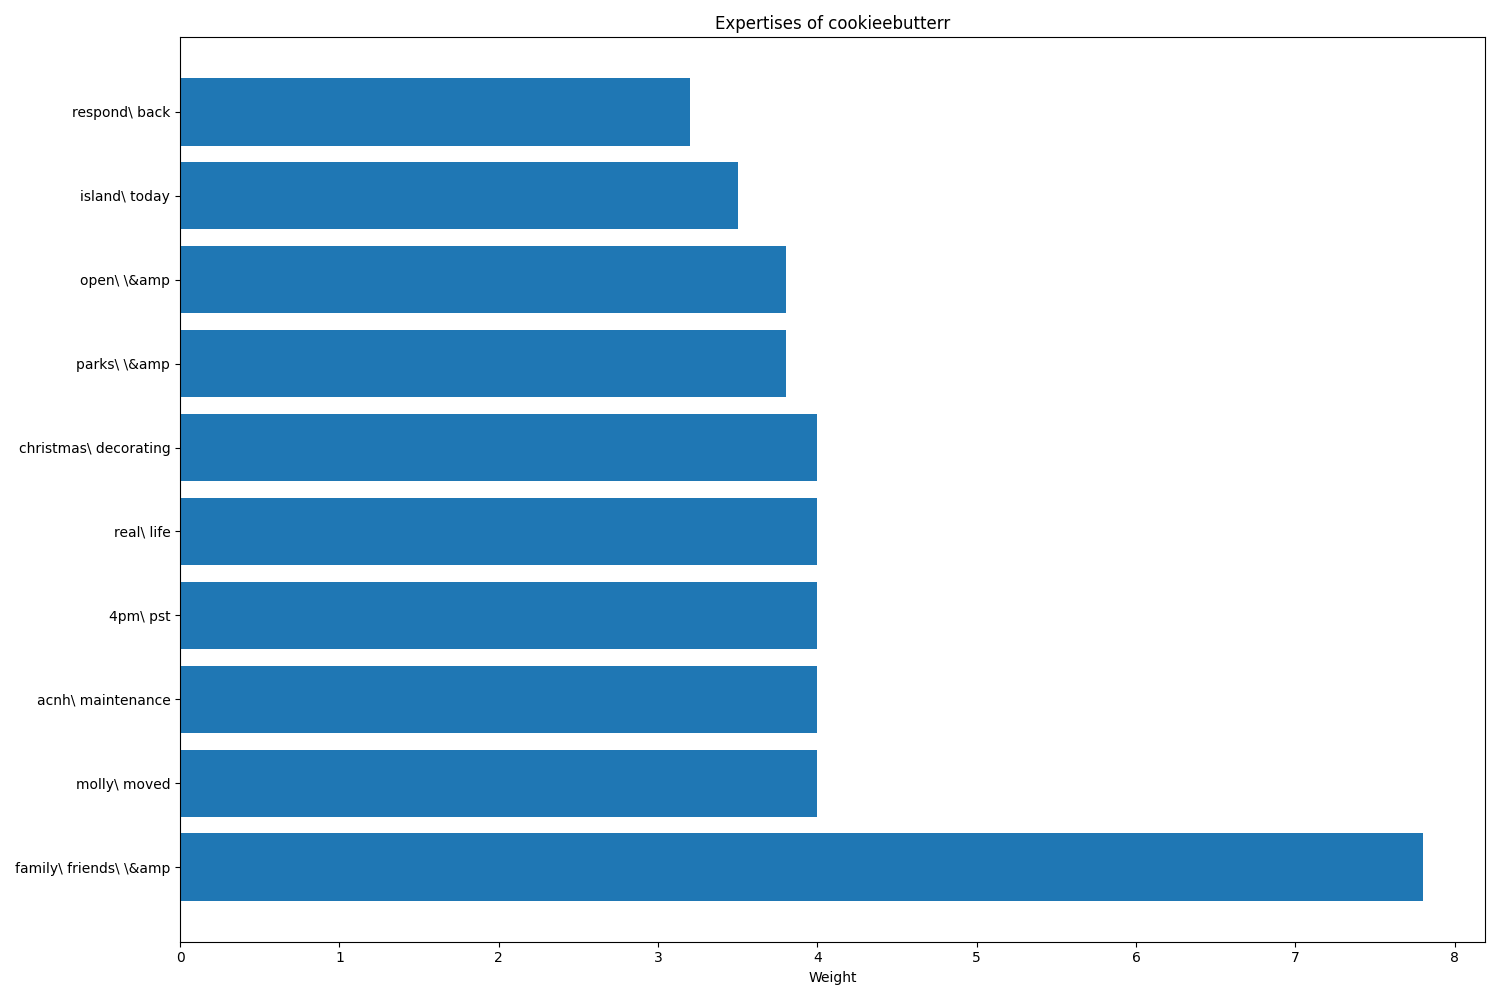 Expertises of cookieebutterr
respond\ back
island\ today
open\ \&amp
parks\ \&amp
christmas\ decorating
real\ life
4pm\ pst
acnh\ maintenance
molly\ moved
family\ friends\ \&amp
0 1 2 3 4 5 6 7 8
Weight